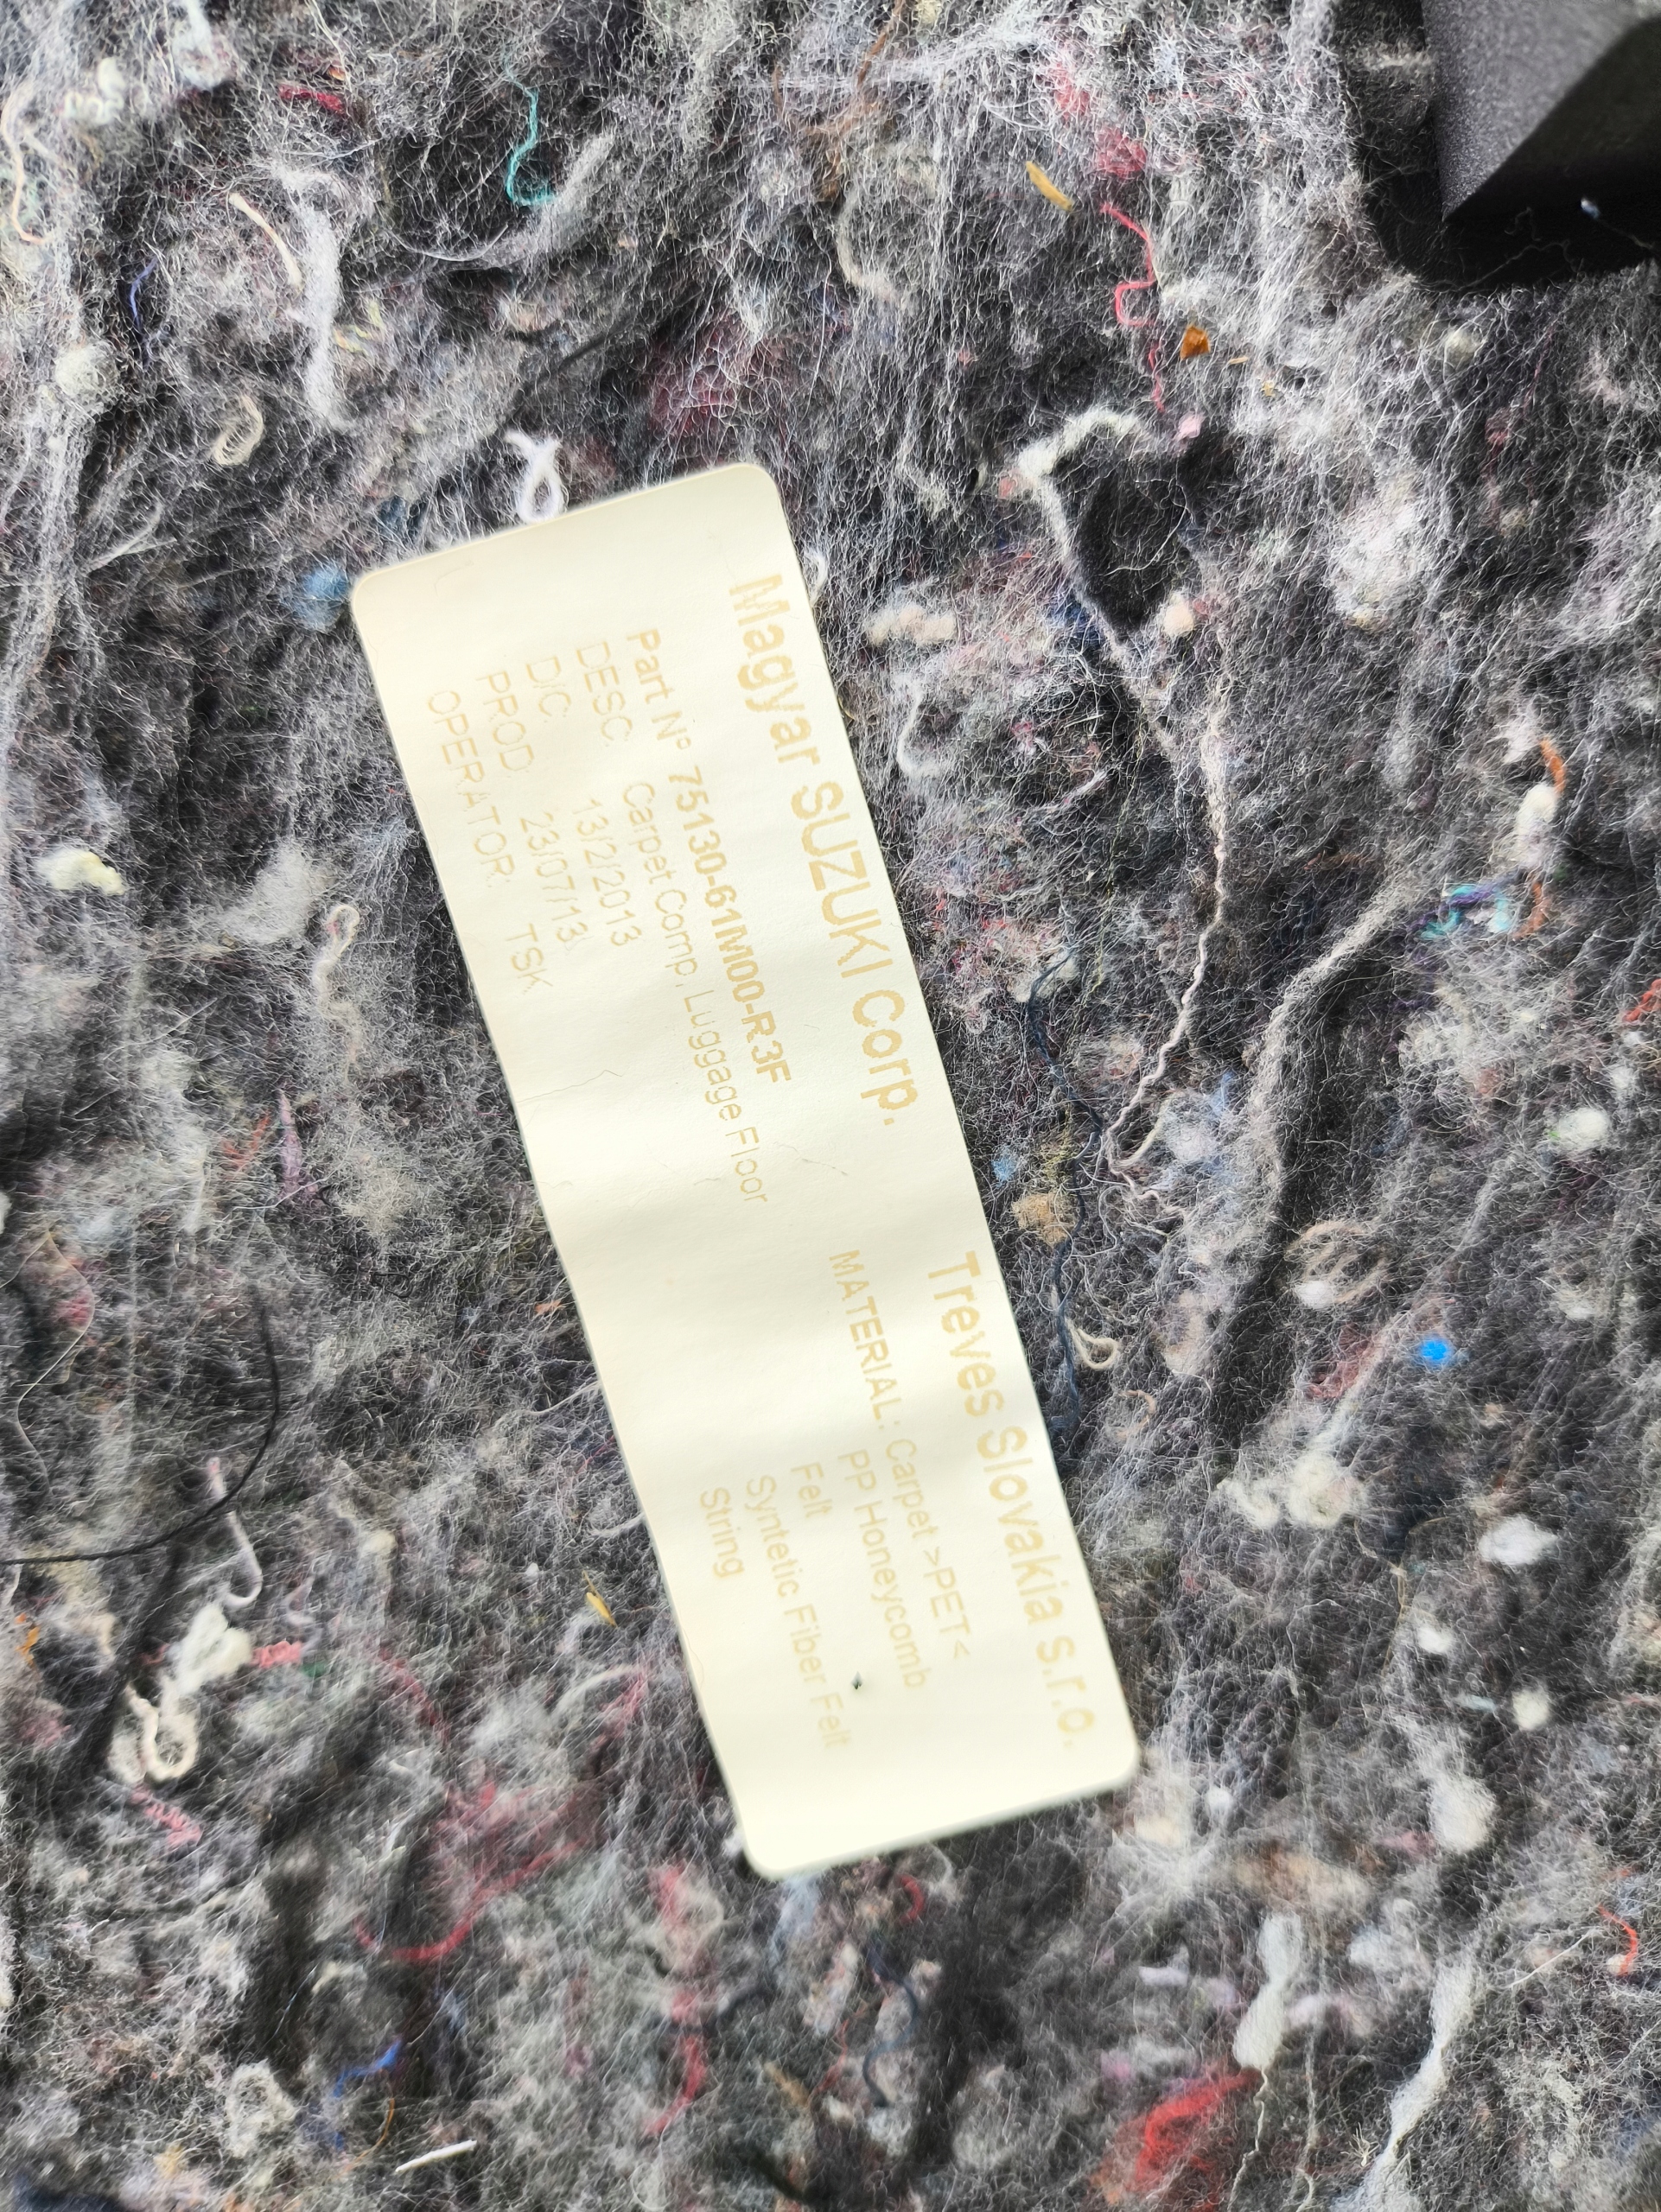 Magyar SUZUKI Corp.
Part Nº 75130-61M00-R3F
DESC: Carpet Comp, Luggage Floor
D/C: 13/2/2013
PROD: 23/07/13
OPERATOR: TSK
Treves Slovakia s.r.o.
MATERIAL: Carpet >PET<
PP Honeycomb
Felt
Syntetic Fiber Felt
String